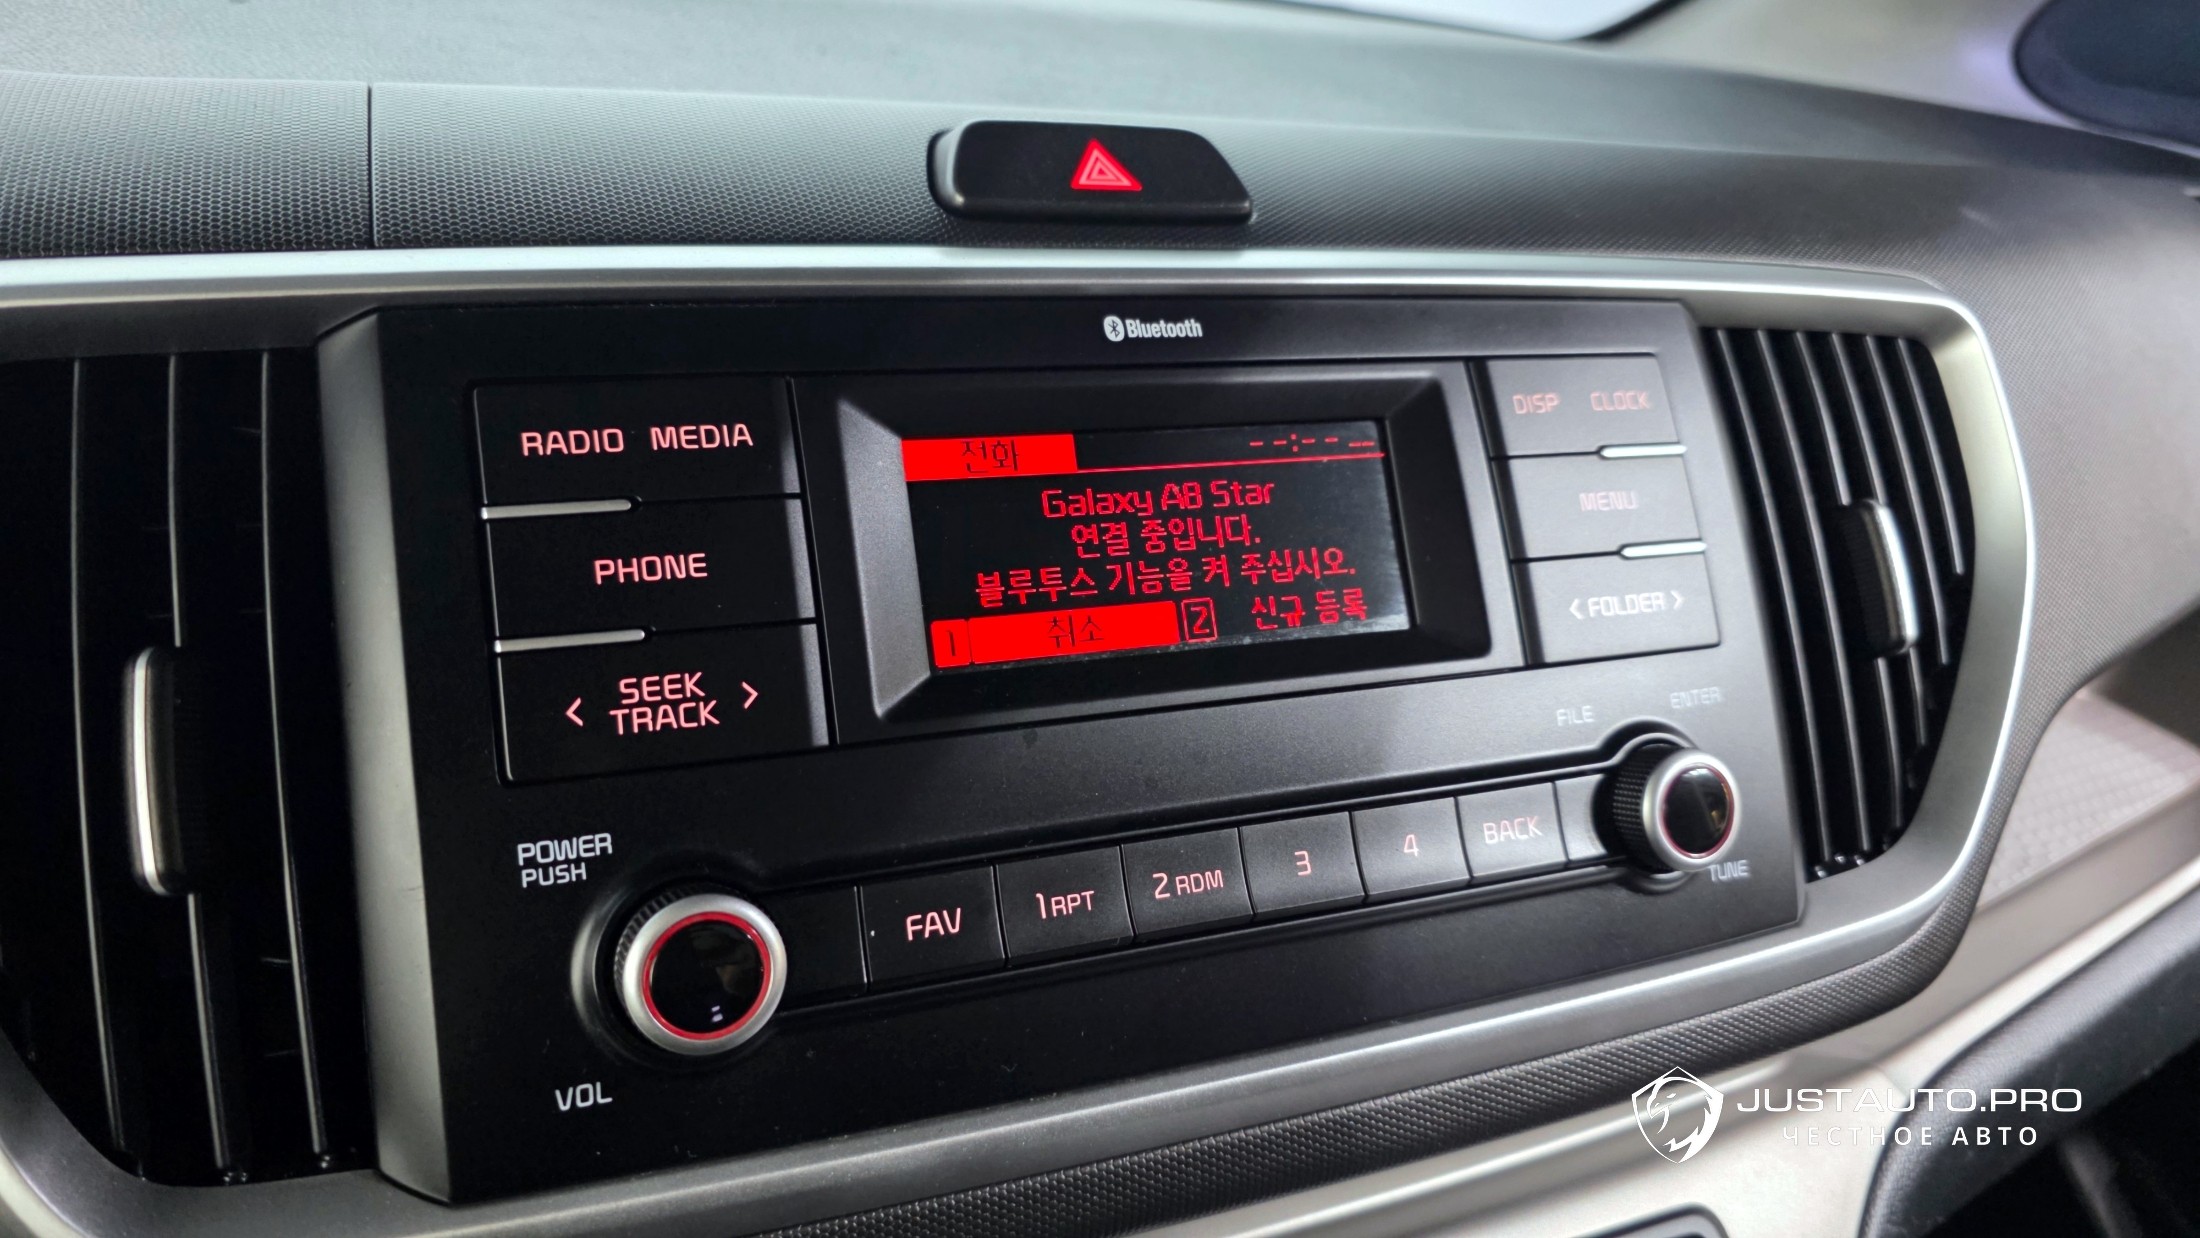 Bluetooth
RADIO MEDIA
PHONE
< SEEK TRACK >
전화 --:-- --
Galaxy A8 Star
연결 중입니다.
블루투스 기능을 켜 주십시오.
1 취소 2 신규 등록
DISP CLOCK
MENU
< FOLDER >
FILE ENTER
POWER
PUSH
VOL
FAV 1 RPT 2 RDM 3 4 BACK
TUNE
JUSTAUTO.PRO
ЧЕСТНОЕ АВТО